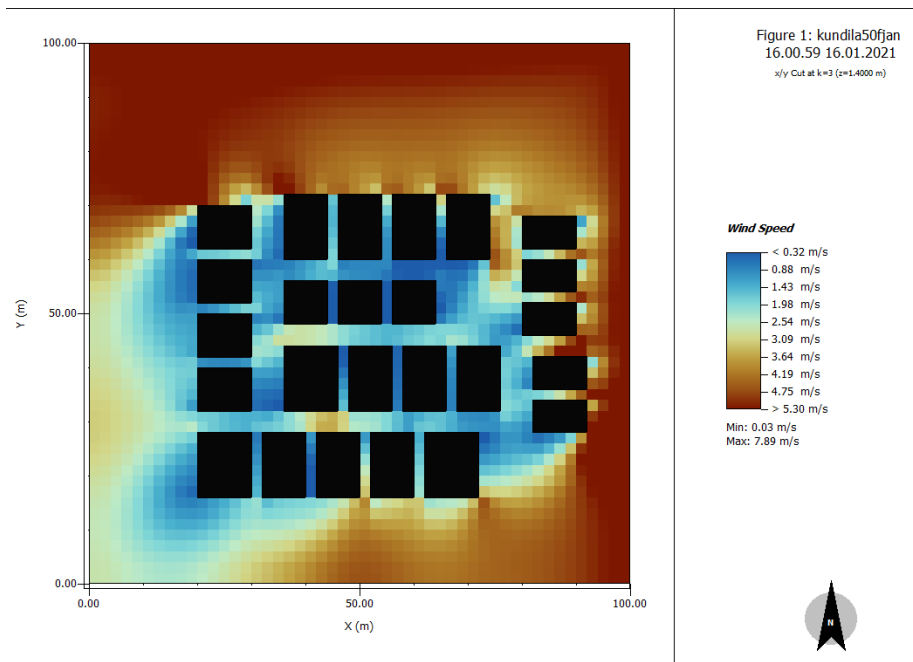 Figure 1: kundila50fjan
16.00.59 16.01.2021
x/y Cut at k=3 (z=1.4000 m)
100.00
50.00
0.00
Y (m)
0.00
50.00
100.00
X (m)
Wind Speed
< 0.32 m/s
0.88 m/s
1.43 m/s
1.98 m/s
2.54 m/s
3.09 m/s
3.64 m/s
4.19 m/s
4.75 m/s
> 5.30 m/s
Min: 0.03 m/s
Max: 7.89 m/s
N